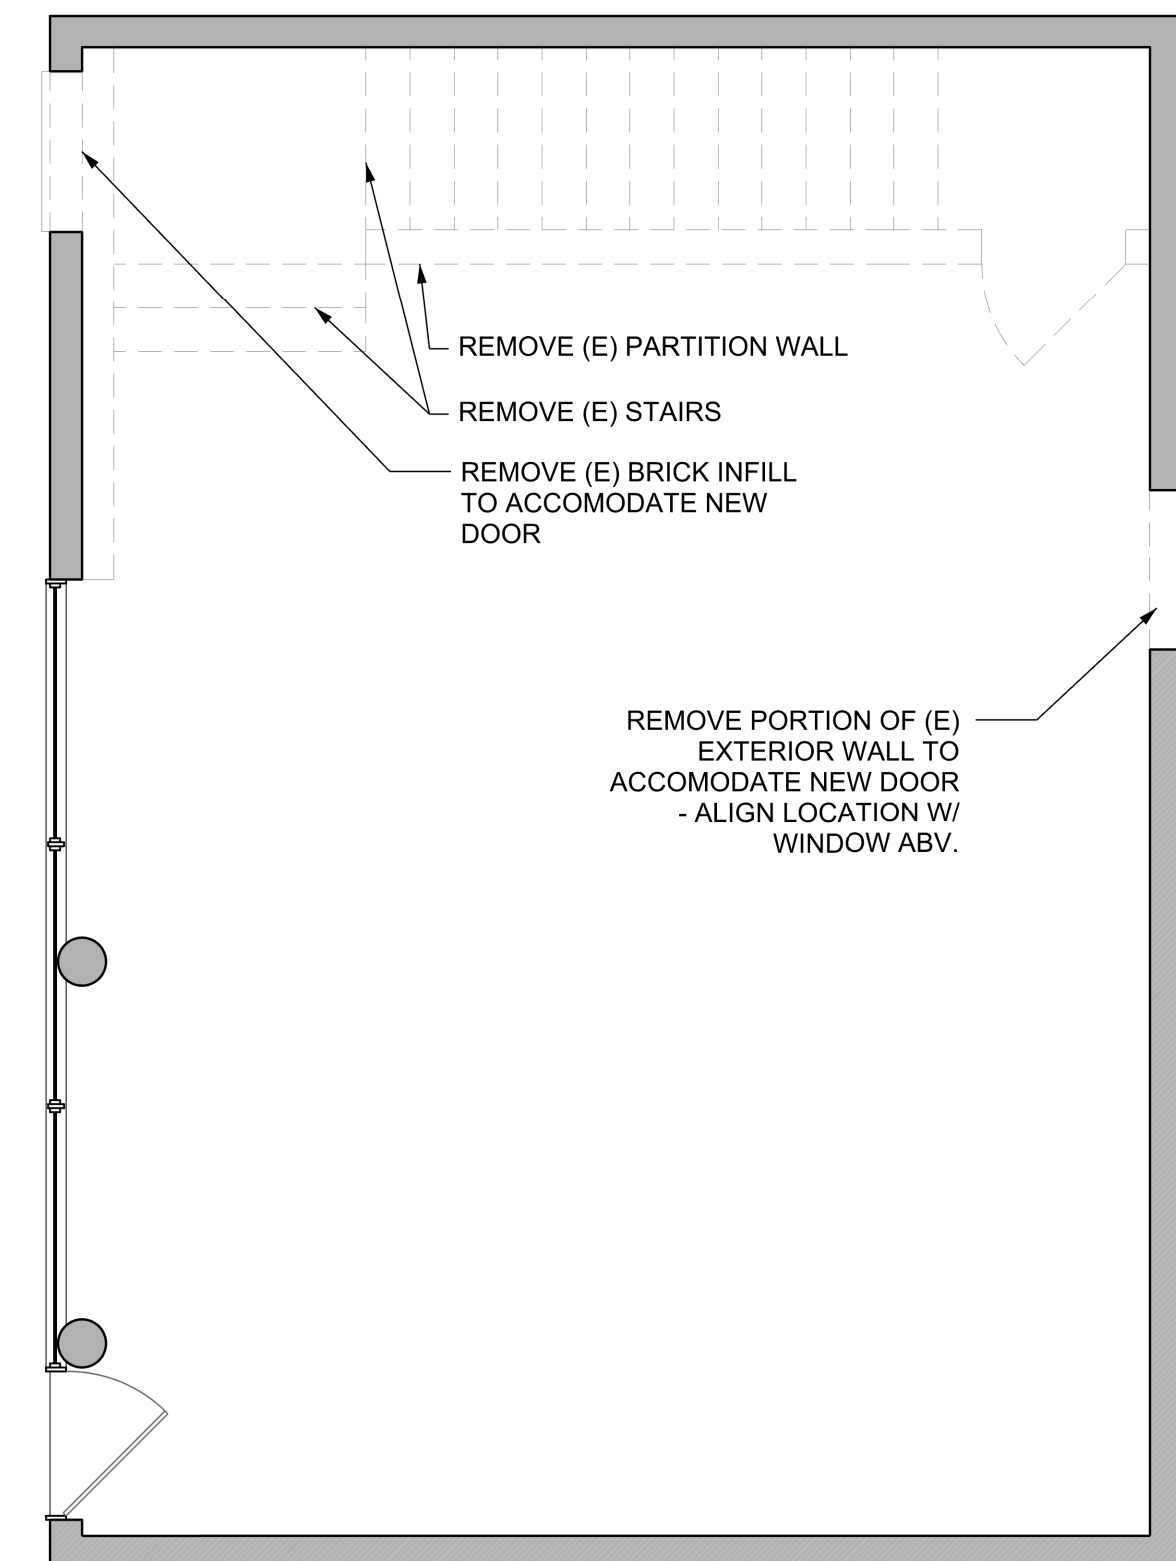 REMOVE (E) PARTITION WALL
REMOVE (E) STAIRS
REMOVE (E) BRICK INFILL
TO ACCOMODATE NEW
DOOR
REMOVE PORTION OF (E)
EXTERIOR WALL TO
ACCOMODATE NEW DOOR
- ALIGN LOCATION W/
WINDOW ABV.